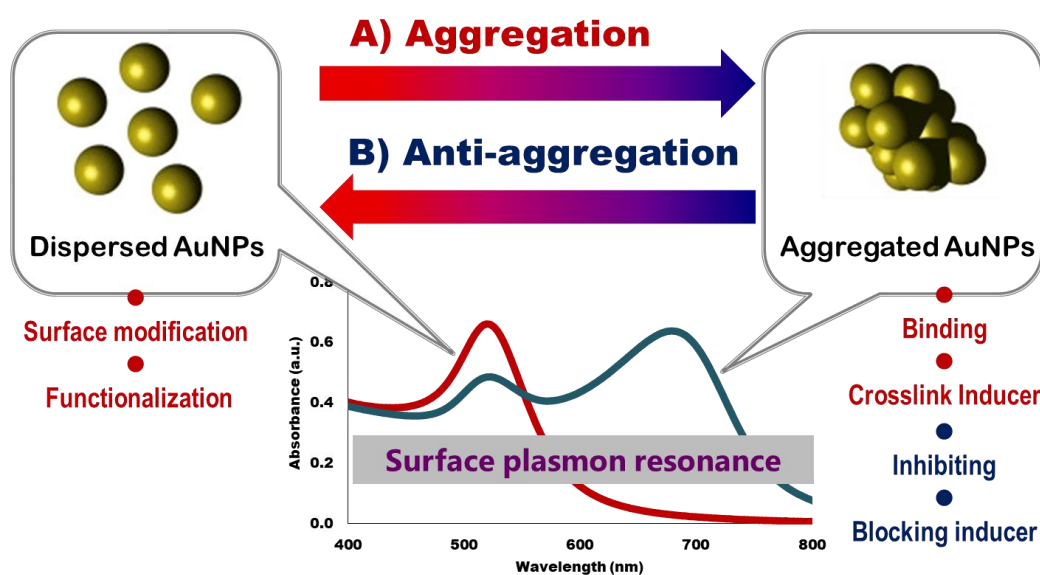 A) Aggregation
B) Anti-aggregation
Dispersed AuNPs
Aggregated AuNPs
Surface modification
Functionalization
Binding
Crosslink Inducer
Inhibiting
Blocking inducer
0.8
0.6
0.4
0.2
0.0
Absorbance (a.u.)
Surface plasmon resonance
400 500 600 700 800
Wavelength (nm)